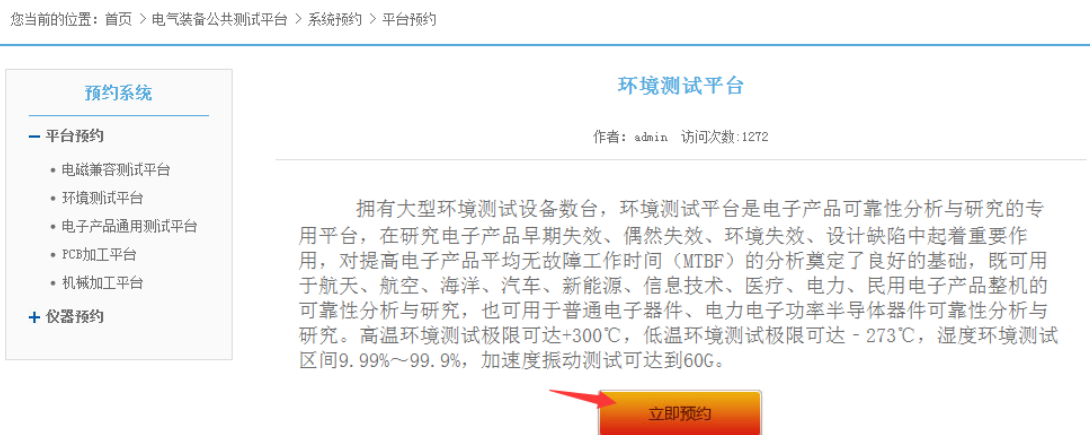 您当前的位置：首页 > 电气装备公共测试平台 > 系统预约 > 平台预约
预约系统
平台预约
• 电磁兼容测试平台
• 环境测试平台
• 电子产品通用测试平台
• PCB加工平台
• 机械加工平台
仪器预约
环境测试平台
作者：admin 访问次数:1272
拥有大型环境测试设备数台，环境测试平台是电子产品可靠性分析与研究的专
用平台，在研究电子产品早期失效、偶然失效、环境失效、设计缺陷中起着重要作
用，对提高电子产品平均无故障工作时间（MTBF）的分析奠定了良好的基础，既可用
于航天、航空、海洋、汽车、新能源、信息技术、医疗、电力、民用电子产品整机的
可靠性分析与研究，也可用于普通电子器件、电力电子功率半导体器件可靠性分析与
研究。高温环境测试极限可达+300℃，低温环境测试极限可达﹣273℃，湿度环境测试
区间9.99%～99.9%，加速度振动测试可达到60G。
立即预约